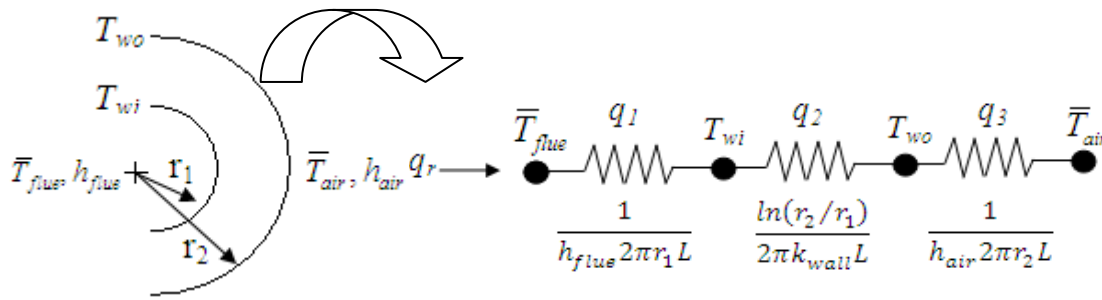 T_wo
T_wi
T̅_flue, h_flue
r_1
r_2
T̅_air, h_air
q_r
T̅_flue
q_1
T_wi
q_2
T_wo
q_3
T̅_air
1/(h_flue 2πr_1 L)
ln(r_2/r_1)/(2πk_wall L)
1/(h_air 2πr_2 L)